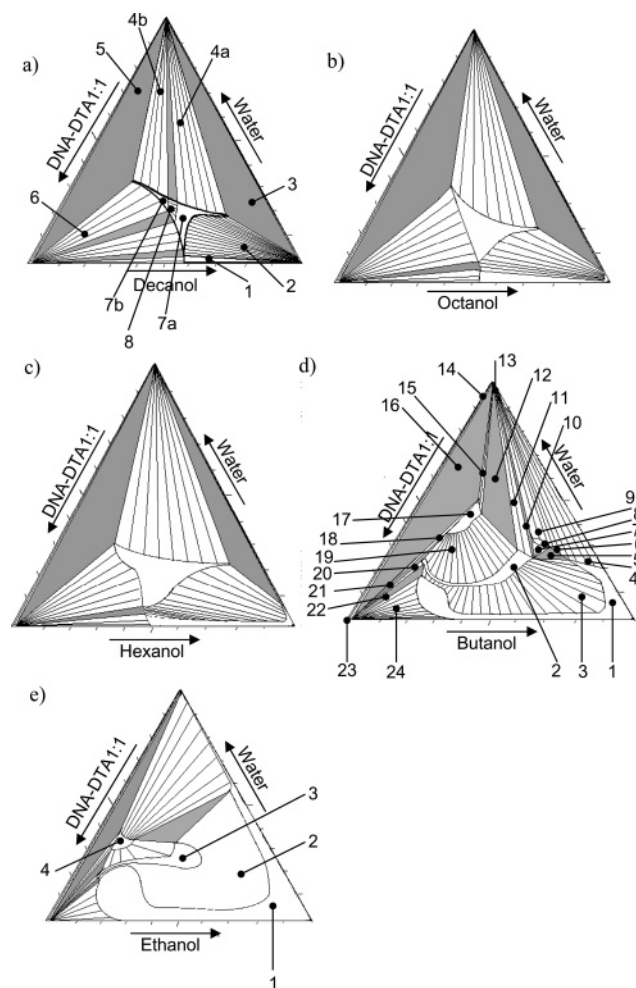 a)
4b
4a
5
DNA-DTA1:1
Water
3
6
Decanol
1
2
7b
7a
8
b)
DNA-DTA1:1
Water
Octanol
c)
DNA-DTA1:1
Water
Hexanol
d)
13
14
12
15
11
16
10
DNA-DTA1:1
Water
9
8
17
18
6
19
5
20
4
21
22
Butanol
23
24
2
3
1
e)
DNA-DTA1:1
Water
3
2
4
Ethanol
1